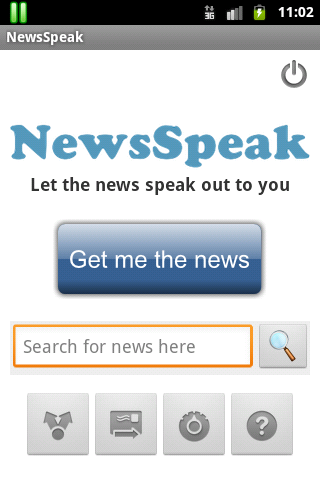 3G 11:02
NewsSpeak
NewsSpeak
Let the news speak out to you
Get me the news
Search for news here
?